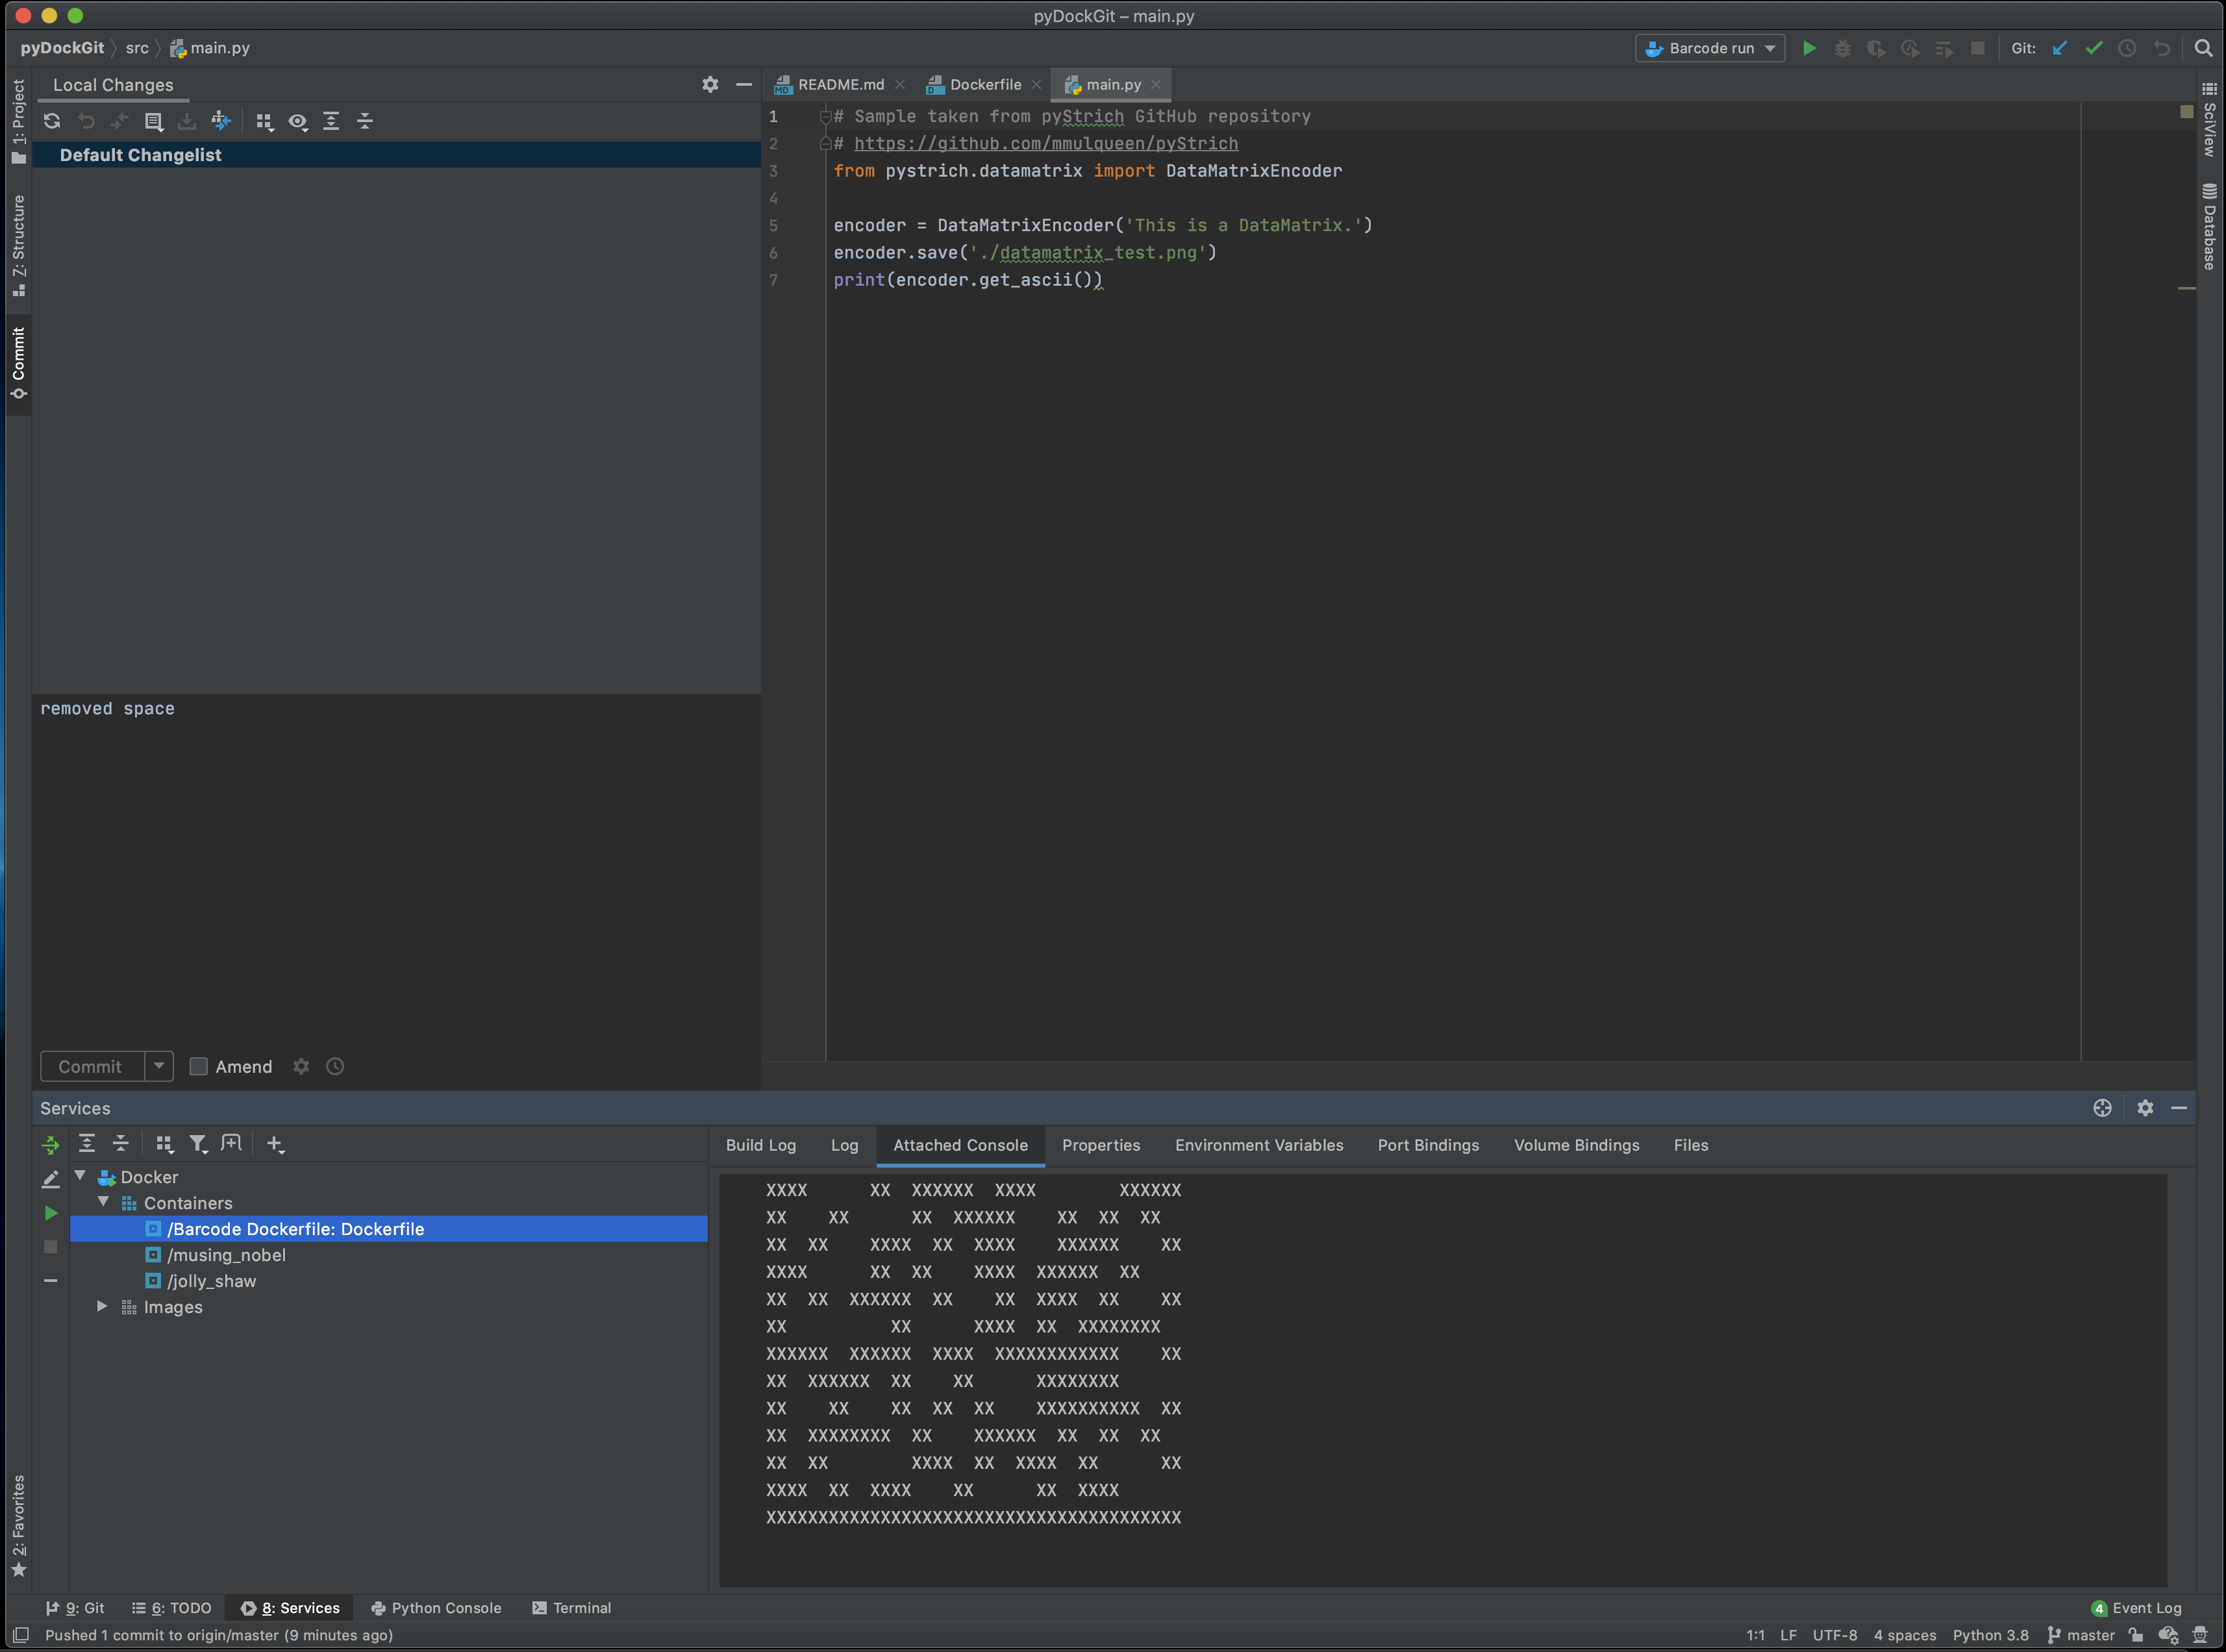 pyDockGit – main.py
pyDockGit src main.py
Barcode run Git:
1: Project
7: Structure
Commit
2: Favorites
Local Changes
Default Changelist
removed space
Commit Amend
README.md Dockerfile main.py
1 # Sample taken from pyStrich GitHub repository
2 # https://github.com/mmulqueen/pyStrich
3 from pystrich.datamatrix import DataMatrixEncoder
4
5 encoder = DataMatrixEncoder('This is a DataMatrix.')
6 encoder.save('./datamatrix_test.png')
7 print(encoder.get_ascii())
SciView
Database
Services
Docker
Containers
/Barcode Dockerfile: Dockerfile
/musing_nobel
/jolly_shaw
Images
Build Log Log Attached Console Properties Environment Variables Port Bindings Volume Bindings Files
XXXX      XX  XXXXXX  XXXX        XXXXXX
XX    XX      XX  XXXXXX    XX  XX  XX
XX  XX    XXXX  XX  XXXX    XXXXXX    XX
XXXX      XX  XX    XXXX  XXXXXX  XX
XX  XX  XXXXXX  XX    XX  XXXX  XX    XX
XX          XX      XXXX  XX  XXXXXXXX
XXXXXX  XXXXXX  XXXX  XXXXXXXXXXXX    XX
XX  XXXXXX  XX    XX      XXXXXXXX
XX    XX    XX  XX  XX    XXXXXXXXXX  XX
XX  XXXXXXXX  XX    XXXXXX  XX  XX  XX
XX  XX        XXXX  XX  XXXX  XX      XX
XXXX  XX  XXXX    XX      XX  XXXX
XXXXXXXXXXXXXXXXXXXXXXXXXXXXXXXXXXXXXXXX
9: Git 6: TODO 8: Services Python Console Terminal 4 Event Log
Pushed 1 commit to origin/master (9 minutes ago) 1:1 LF UTF-8 4 spaces Python 3.8 master